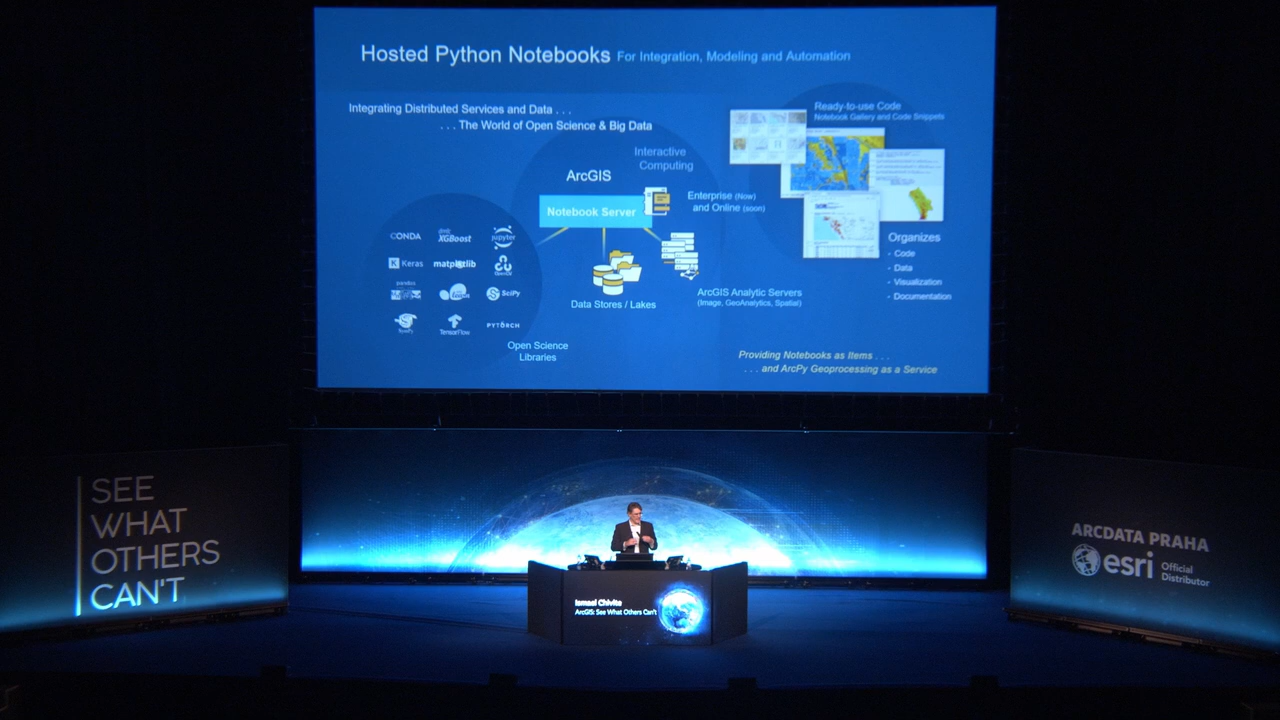 Hosted Python Notebooks For Integration, Modeling and Automation
Integrating Distributed Services and Data . . .
. . . The World of Open Science & Big Data
Ready-to-use Code
Notebook Gallery and Code Snippets
Interactive
Computing
ArcGIS
Notebook Server
Enterprise (Now)
and Online (soon)
CONDA
dmlc
XGBoost
jupyter
Keras
matplotlib
OpenCV
pandas
SciPy
TensorFlow
PYTORCH
Data Stores / Lakes
ArcGIS Analytic Servers
(Image, GeoAnalytics, Spatial)
Organizes
- Code
- Data
- Visualization
- Documentation
Open Science
Libraries
Providing Notebooks as Items . . .
. . . and ArcPy Geoprocessing as a Service
SEE
WHAT
OTHERS
CAN'T
ARCDATA PRAHA
esri Official
Distributor
Ismael Chivite
ArcGIS: See What Others Can't